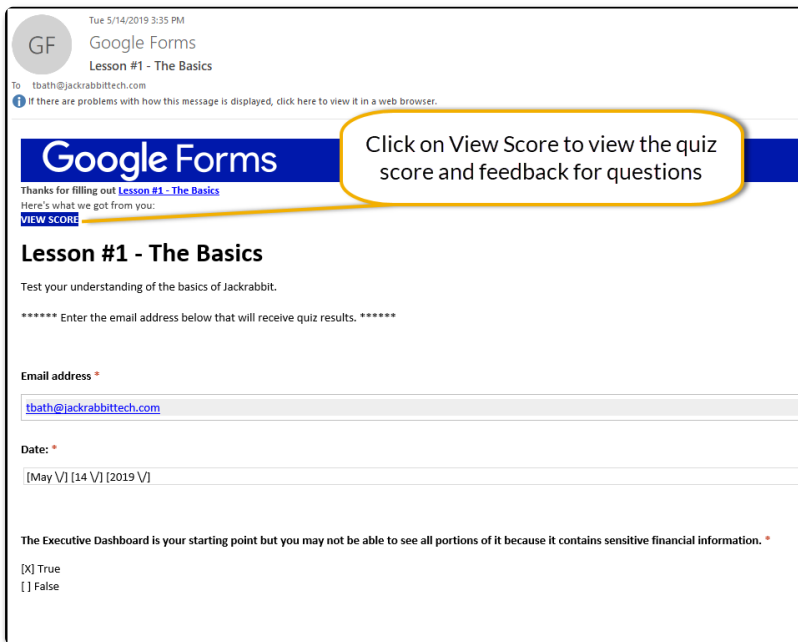 Tue 5/14/2019 3:35 PM
GF
Google Forms
Lesson #1 - The Basics
To tbath@jackrabbittech.com
If there are problems with how this message is displayed, click here to view it in a web browser.
Click on View Score to view the quiz
score and feedback for questions
Google Forms
Thanks for filling out Lesson #1 - The Basics
Here's what we got from you:
VIEW SCORE
Lesson #1 - The Basics
Test your understanding of the basics of Jackrabbit.
****** Enter the email address below that will receive quiz results. ******
Email address *
tbath@jackrabbittech.com
Date: *
[May \/] [14 \/] [2019 \/]
The Executive Dashboard is your starting point but you may not be able to see all portions of it because it contains sensitive financial information. *
[X] True
[ ] False